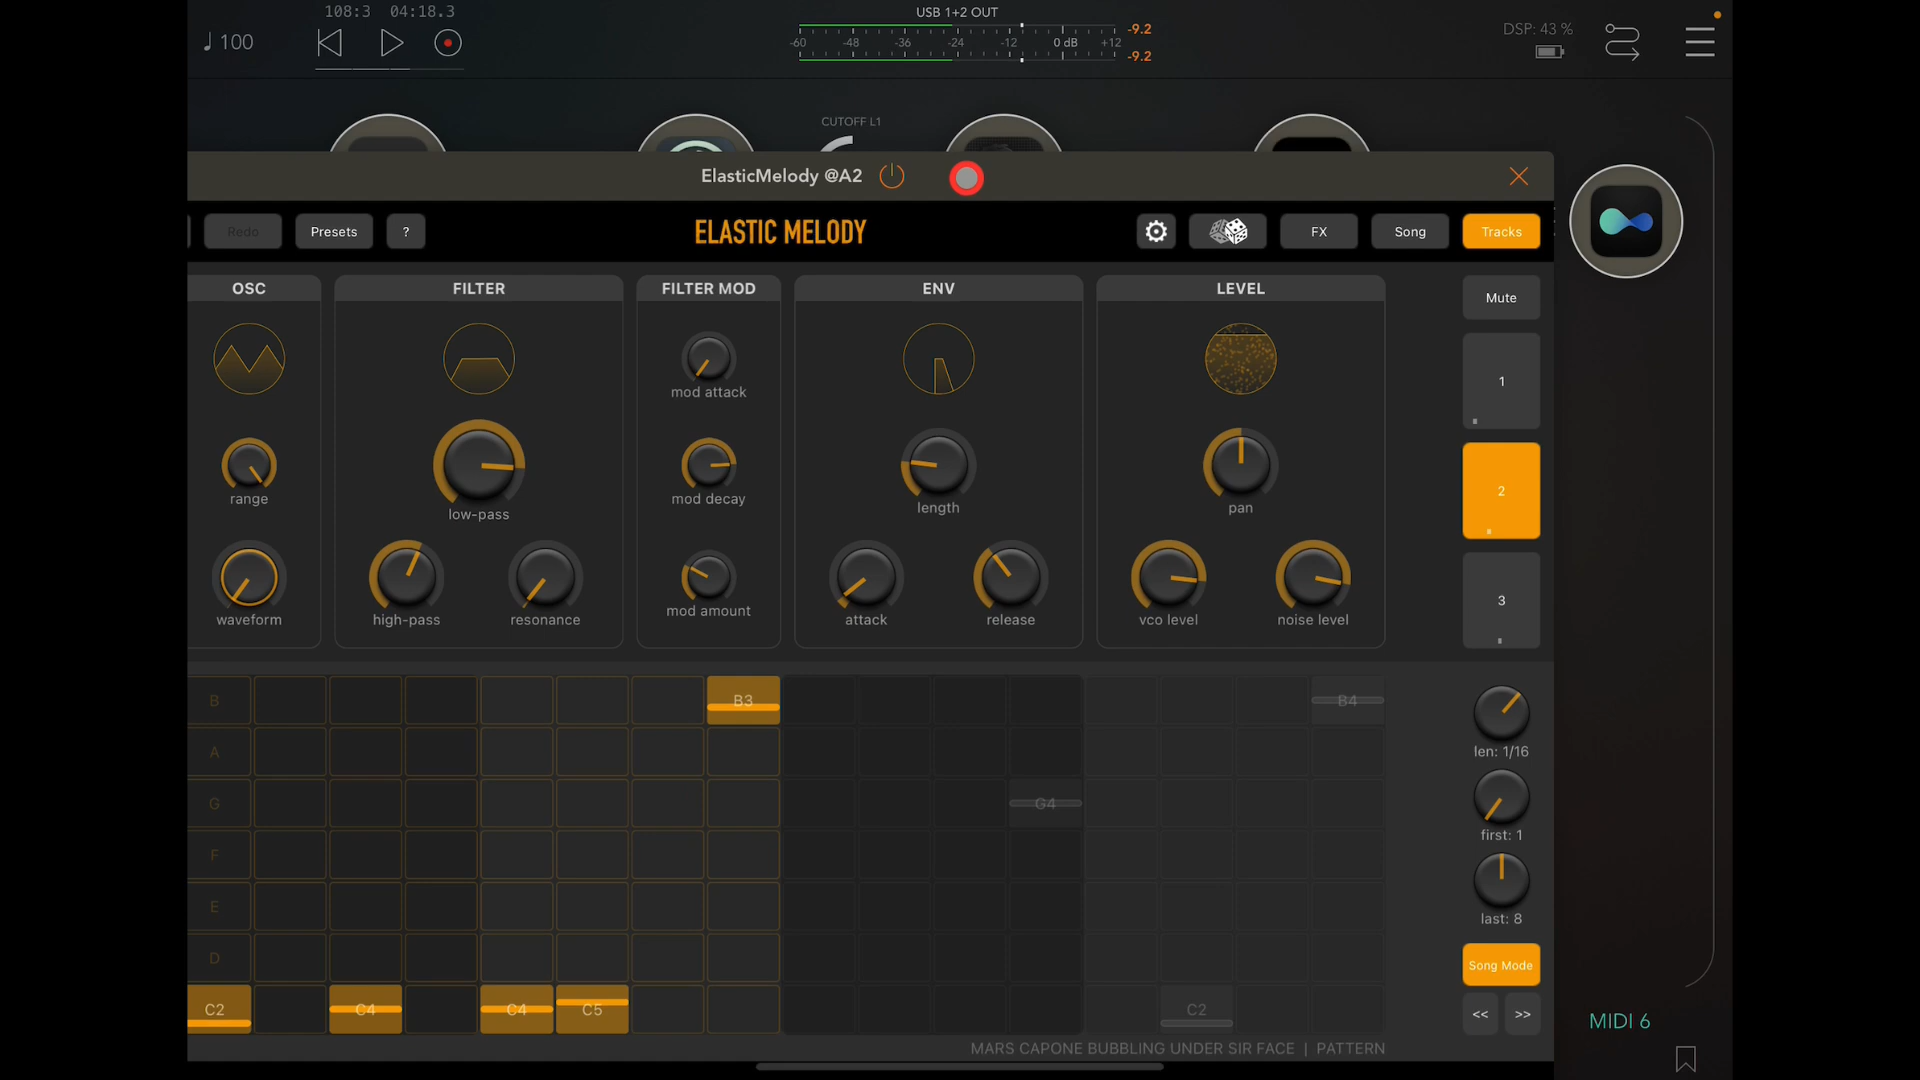 108:3 04:18.3
♩ 100
USB 1+2 OUT
-60 -48 -36 -24 -12 0 dB +12
-9.2
-9.2
DSP: 43 %
CUTOFF L1
ElasticMelody @A2
Redo
Presets
?
ELASTIC MELODY
FX
Song
Tracks
OSC
FILTER
FILTER MOD
ENV
LEVEL
Mute
mod attack
1
range
low-pass
mod decay
length
pan
2
waveform
high-pass
resonance
mod amount
attack
release
vco level
noise level
3
B
B3
B4
A
G
G4
F
E
D
C2
C4
C4
C5
C2
len: 1/16
first: 1
last: 8
Song Mode
<< >>
MIDI 6
MARS CAPONE BUBBLING UNDER SIR FACE | PATTERN